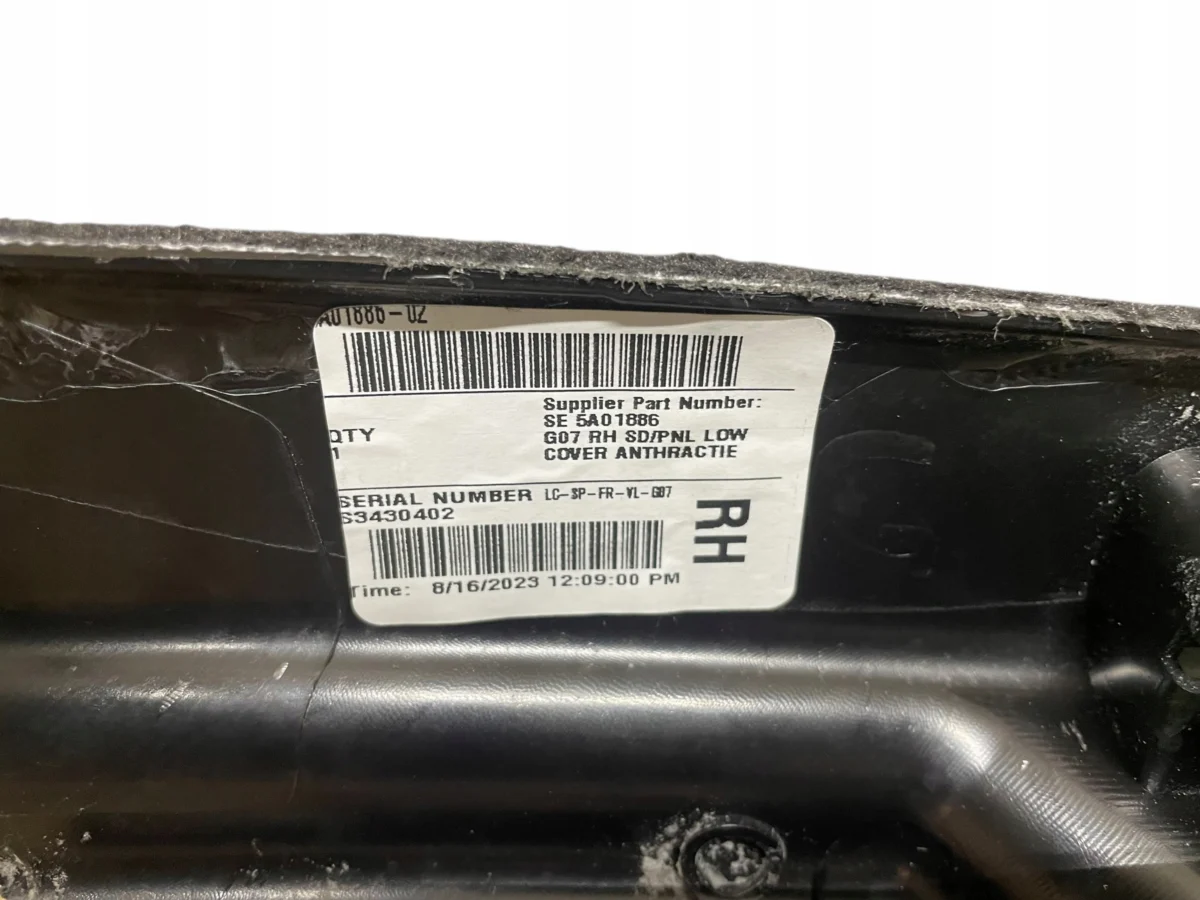 A01886-02
Supplier Part Number:
SE 5A01886
QTY
G07 RH SD/PNL LOW
1
COVER ANTHRACTIE
SERIAL NUMBER LC-SP-FR-VL-G07
S3430402
RH
Time: 8/16/2023 12:09:00 PM